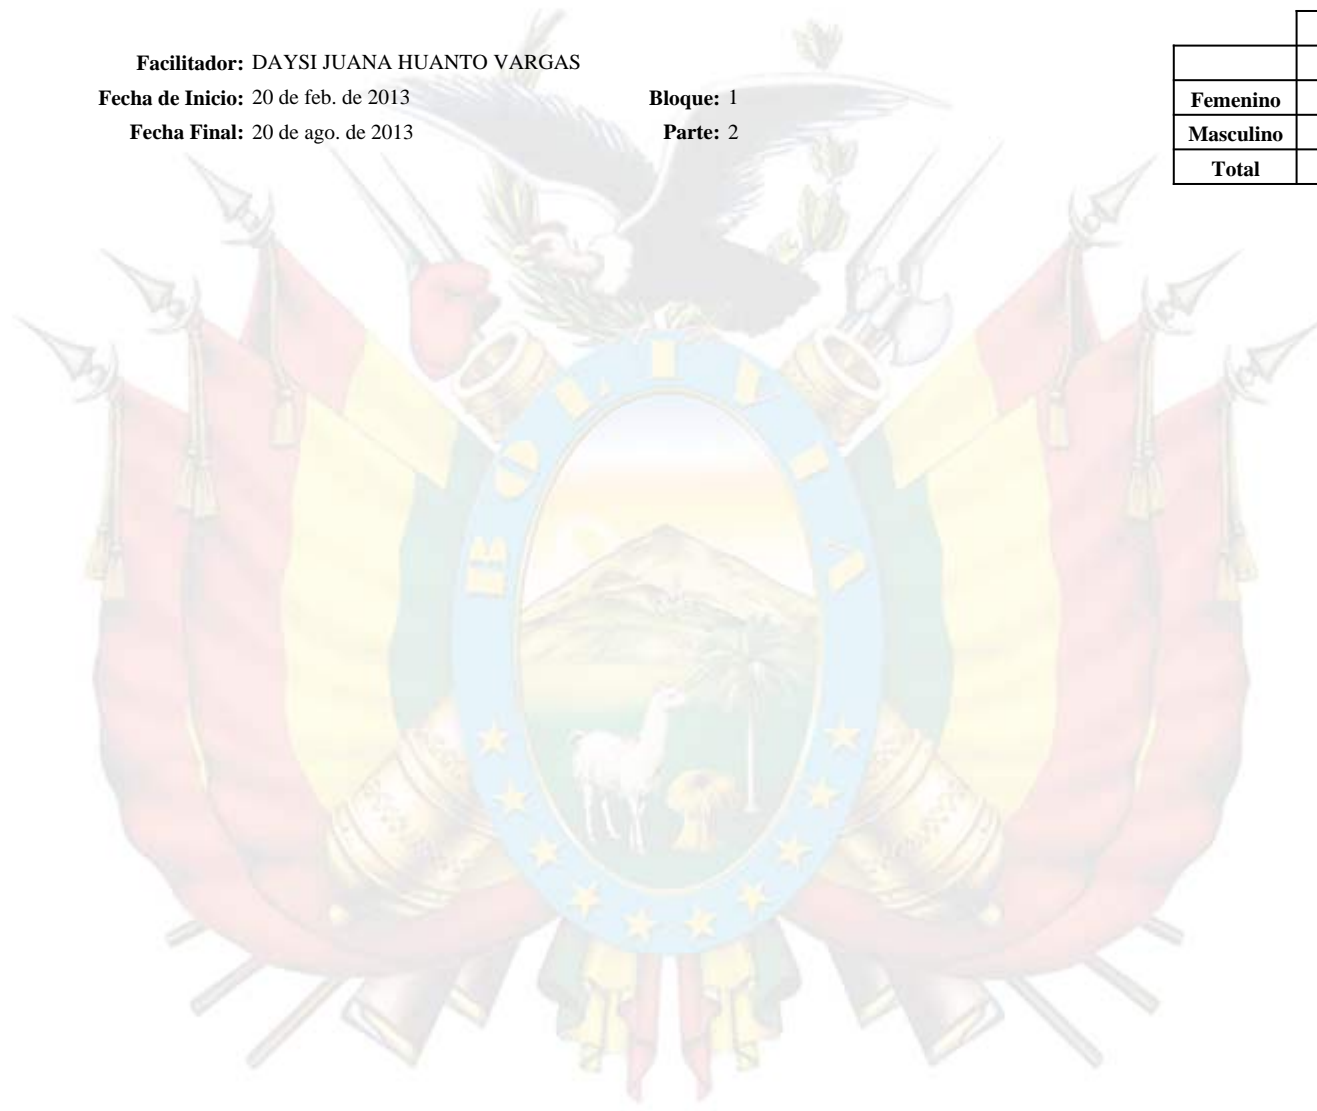 Facilitador: DAYSI JUANA HUANTO VARGAS
Fecha de Inicio: 20 de feb. de 2013 Bloque: 1
Fecha Final: 20 de ago. de 2013 Parte: 2
Femenino
Masculino
Total
BOLIVIA